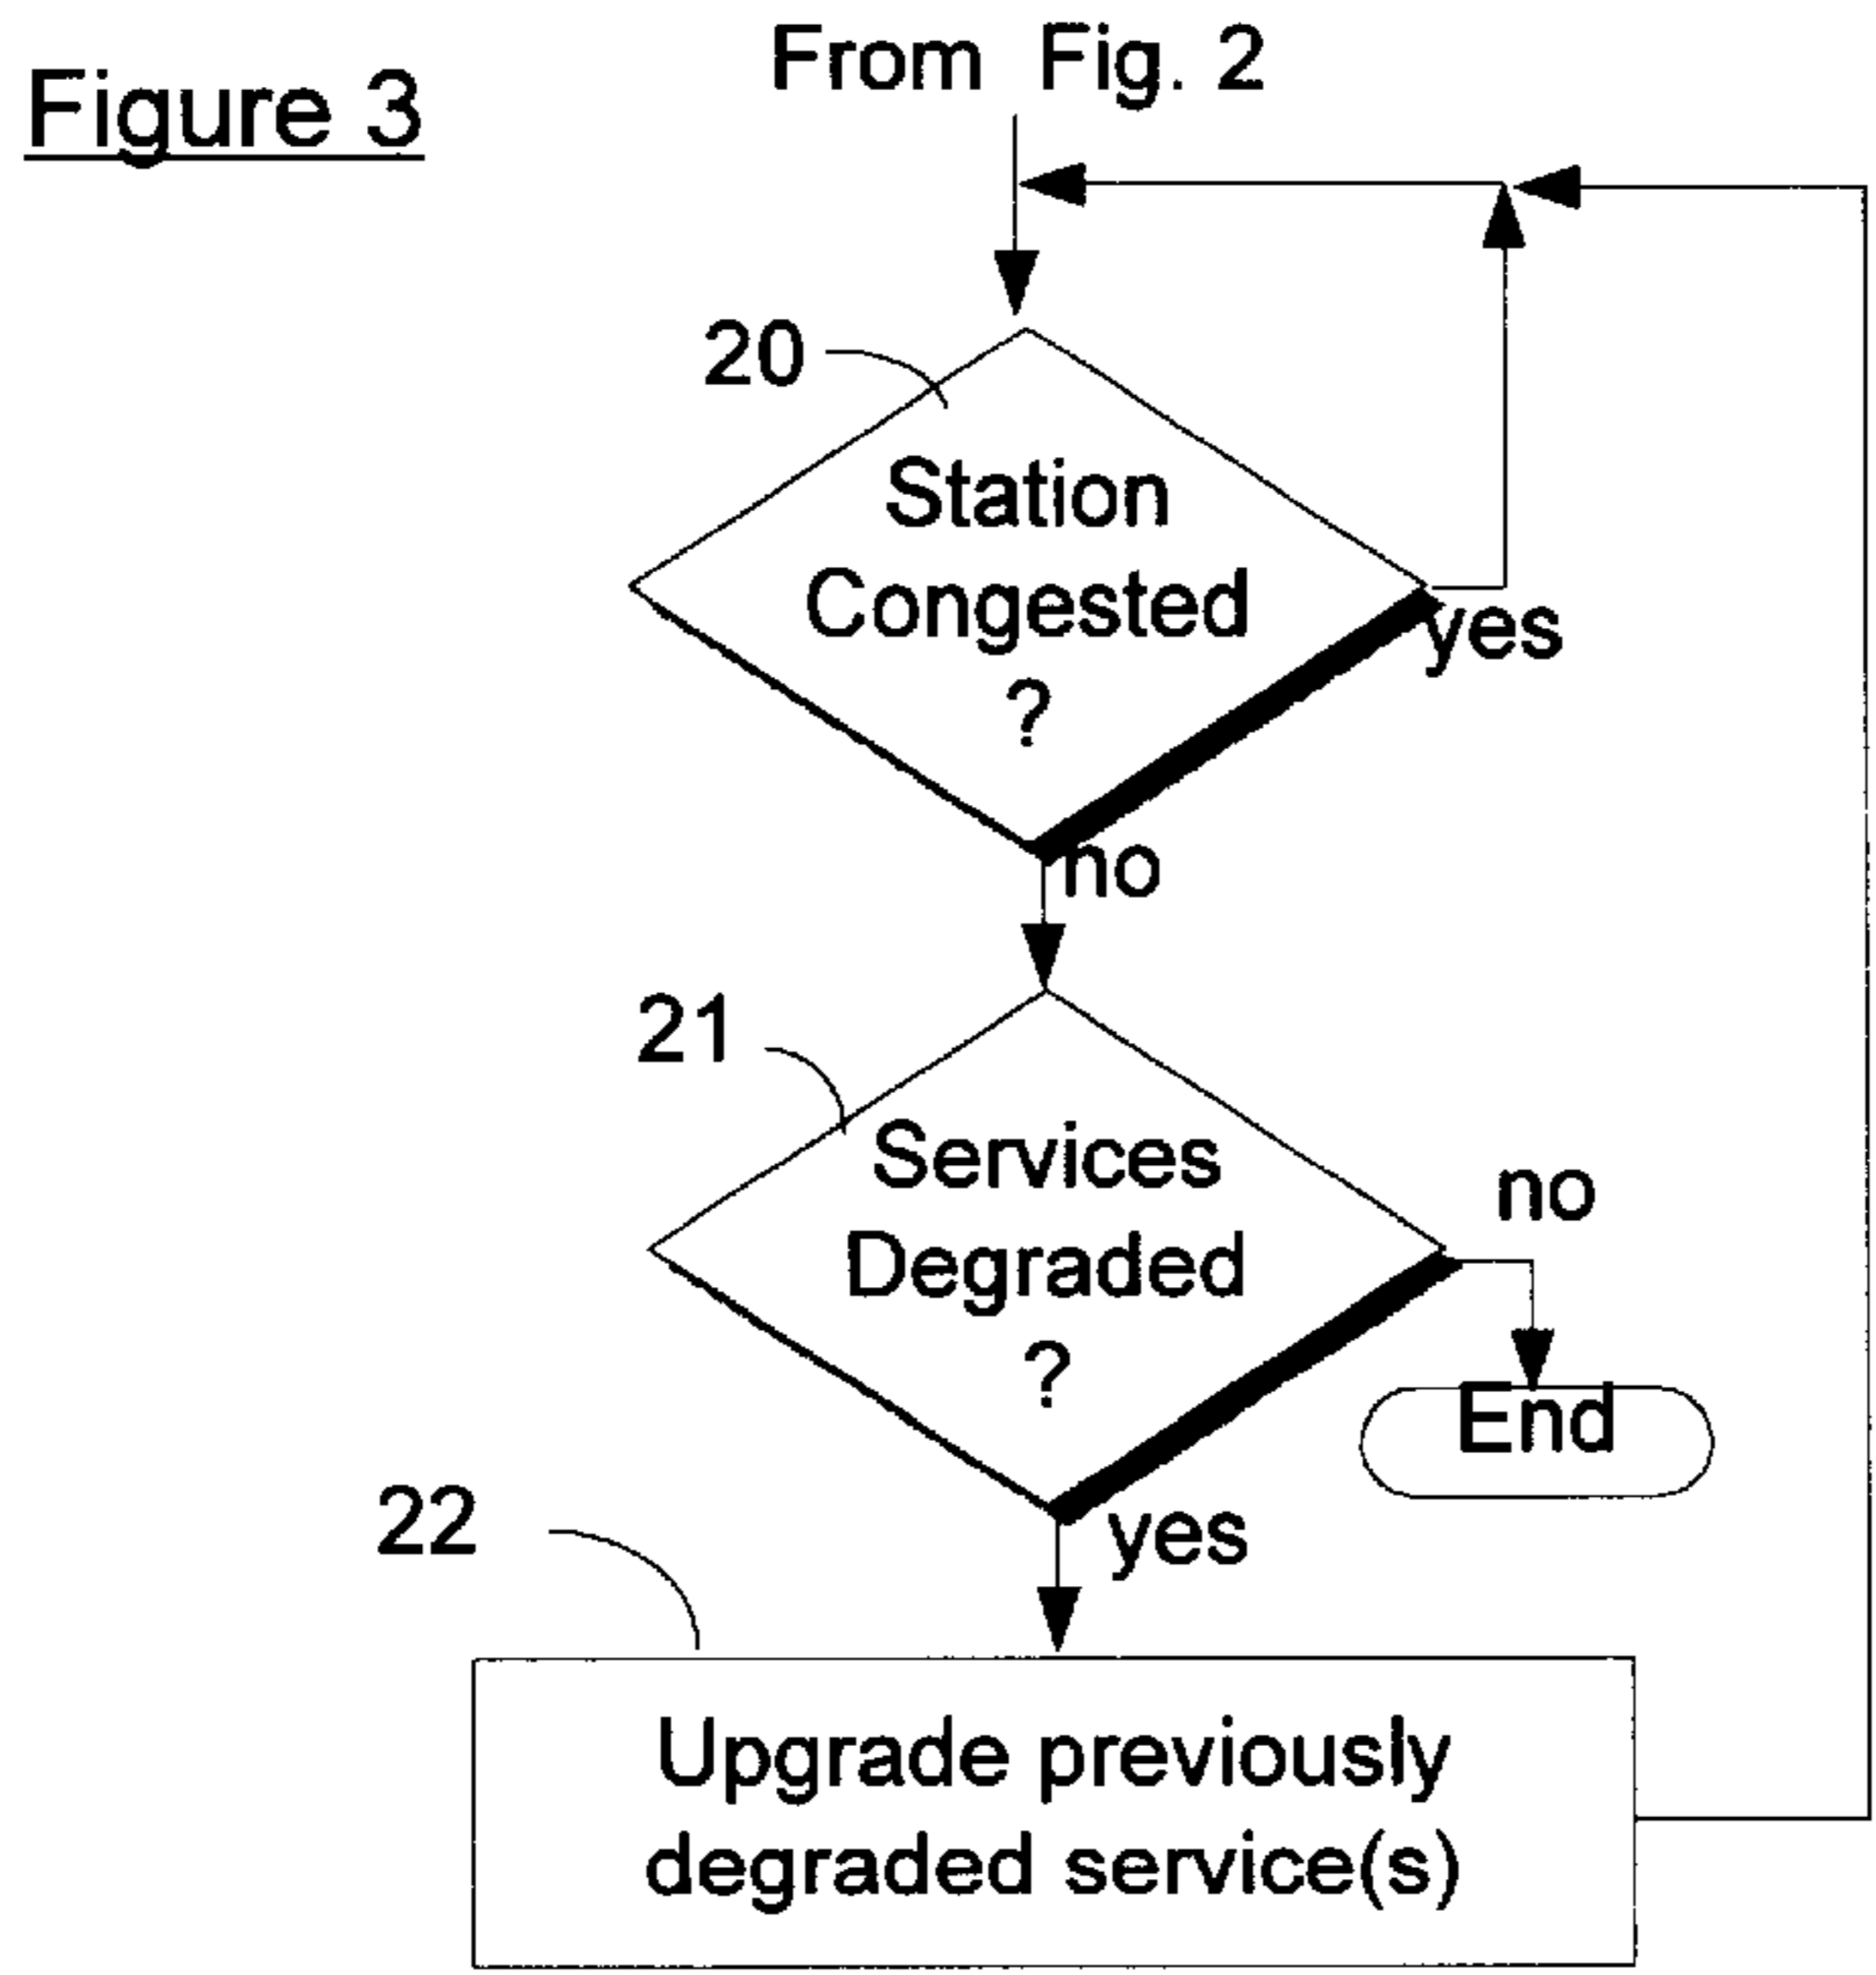 Figure 3
From Fig. 2
20
Station
Congested
?
yes
no
21
Services
Degraded
?
no
End
yes
22
Upgrade previously
degraded service(s)